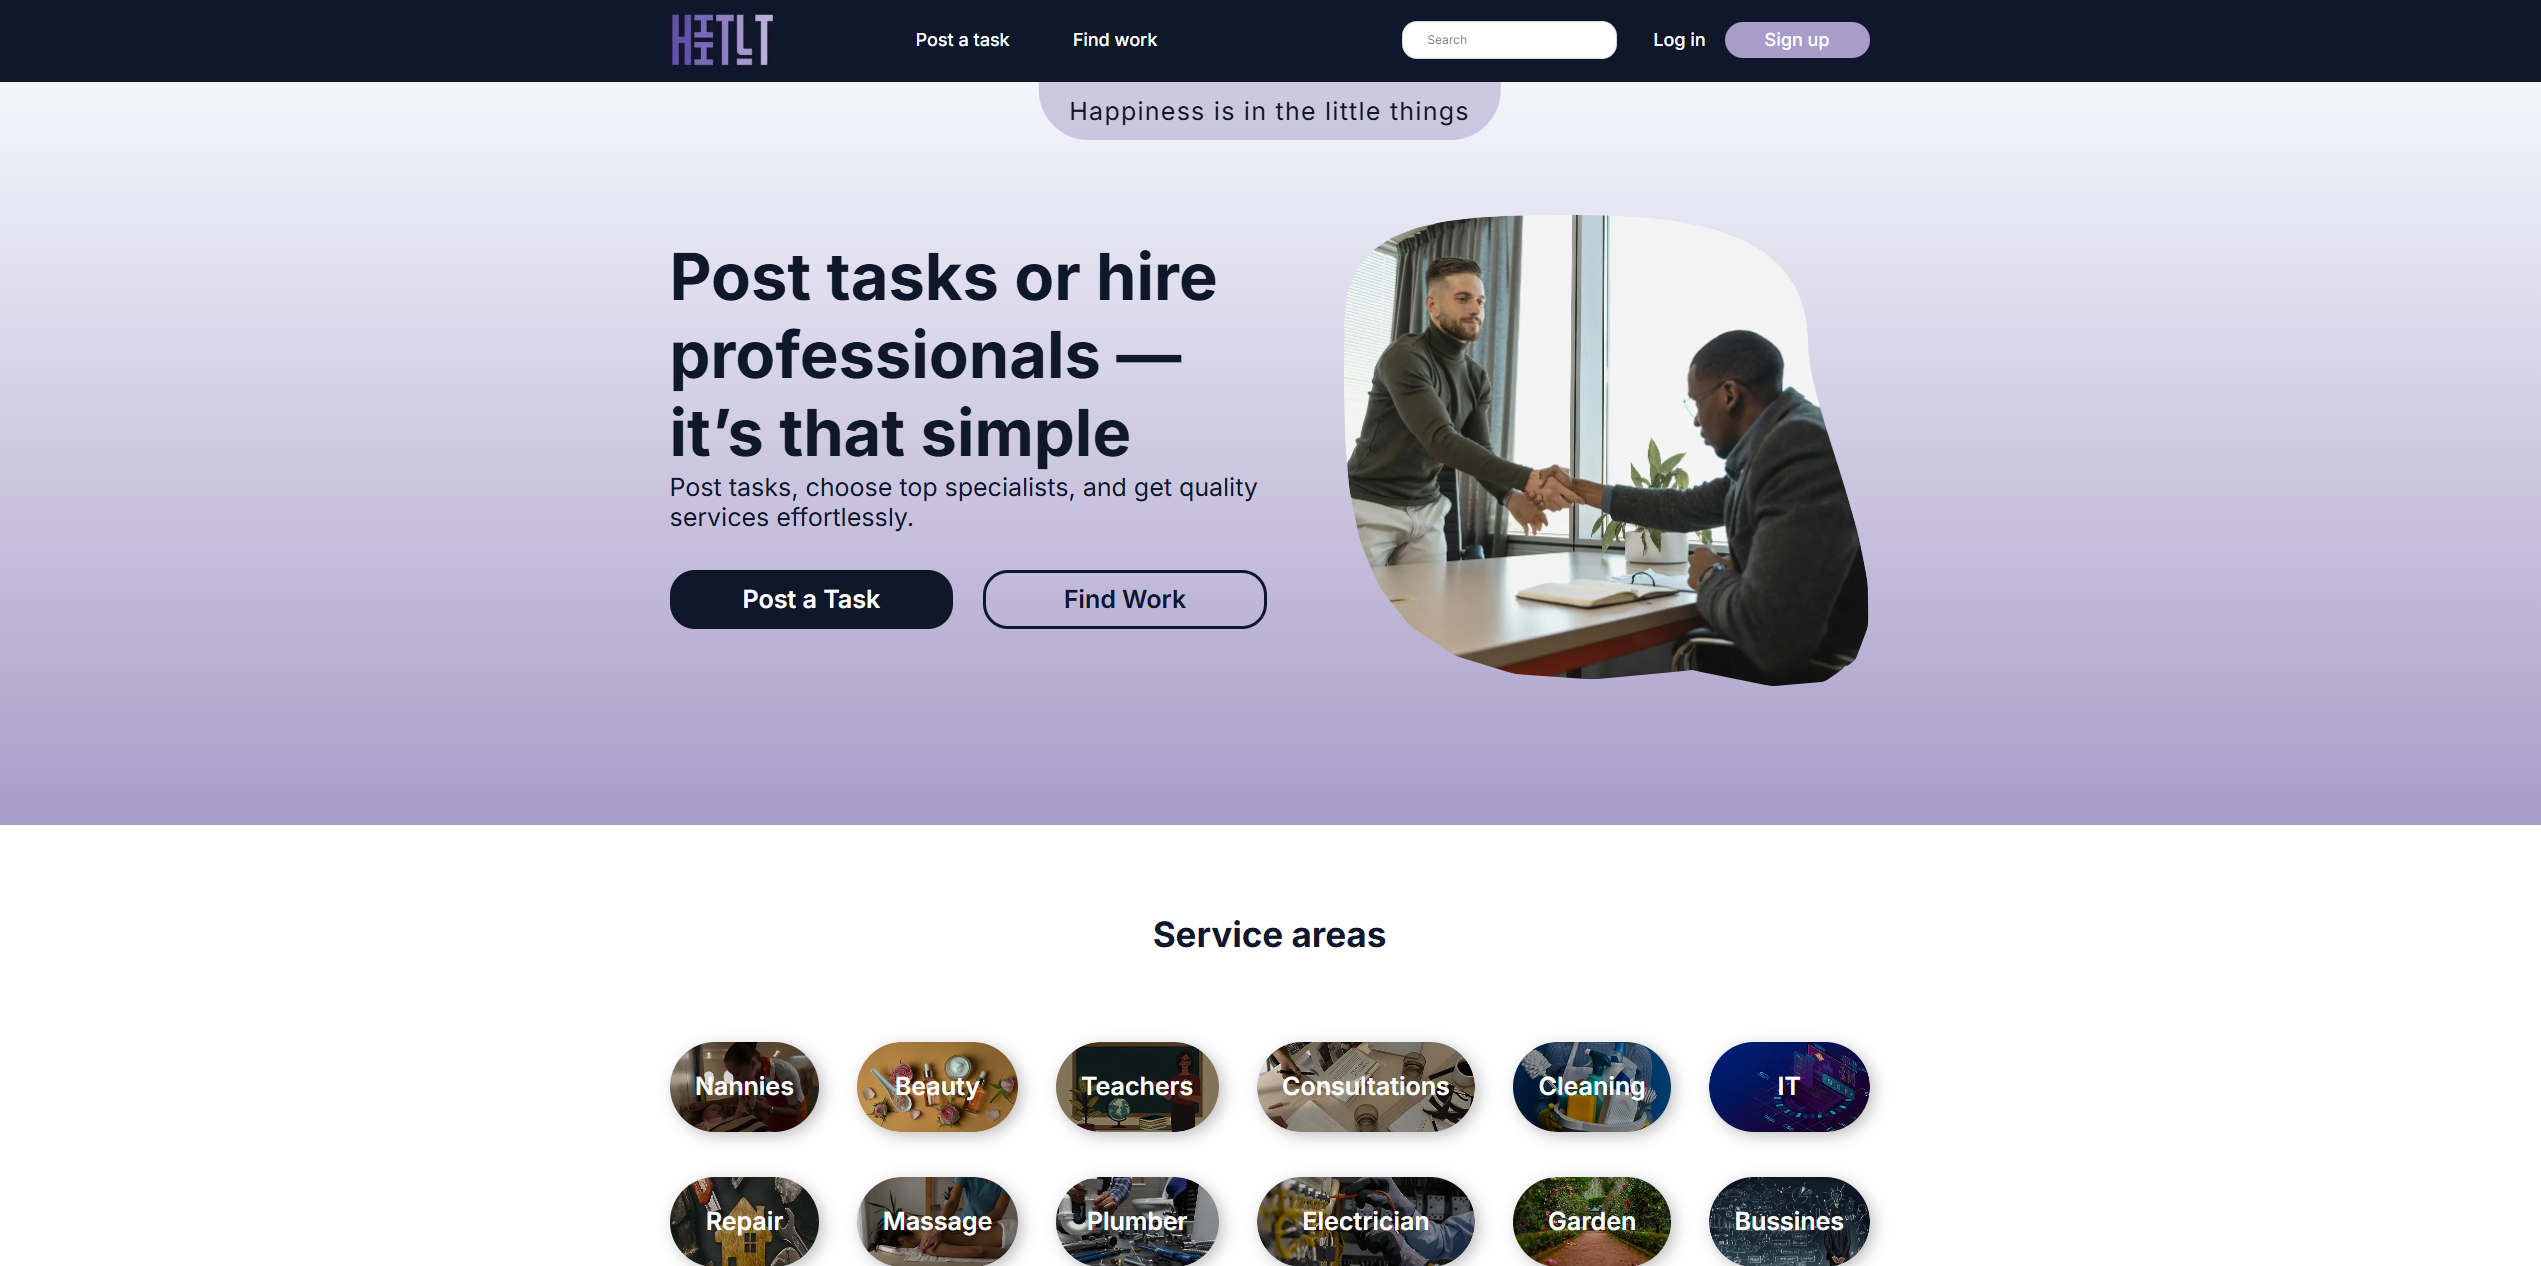 HIITLT
Post a task
Find work
Search
Log in
Sign up
Happiness is in the little things
Post tasks or hire
professionals —
it’s that simple
Post tasks, choose top specialists, and get quality
services effortlessly.
Post a Task
Find Work
Service areas
Nannies
Beauty
Teachers
Consultations
Cleaning
IT
Repair
Massage
Plumber
Electrician
Garden
Bussines